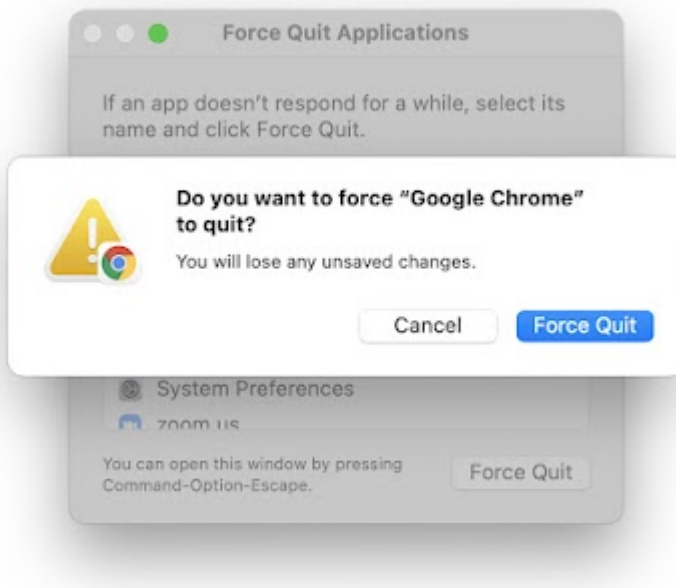 Force Quit Applications
If an app doesn’t respond for a while, select its
name and click Force Quit.
Do you want to force “Google Chrome”
to quit?
You will lose any unsaved changes.
Cancel
Force Quit
System Preferences
zoom.us
You can open this window by pressing
Command-Option-Escape.
Force Quit